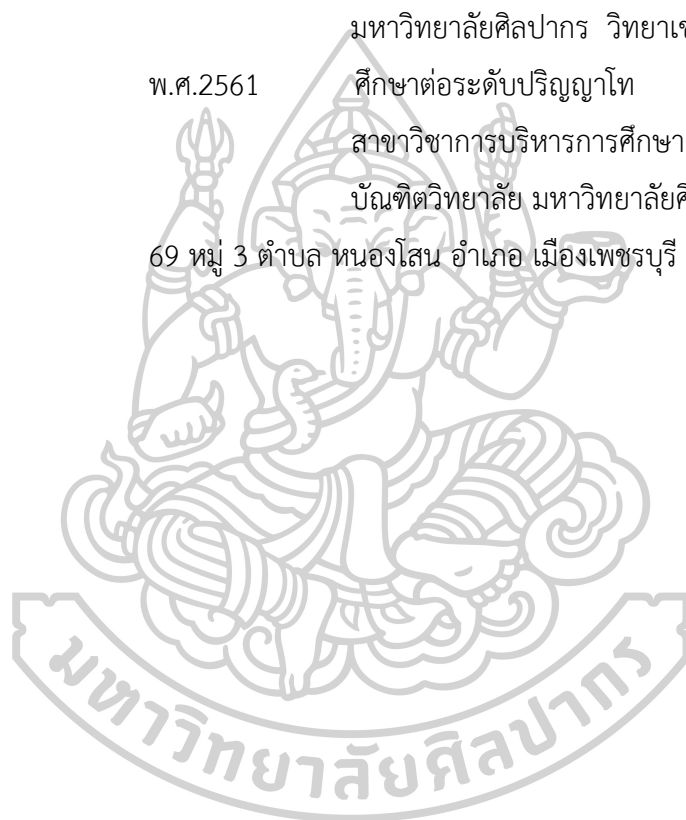 มหาวิทยาลัยศิลปากร วิทยาเข
พ.ศ.2561 ศึกษาต่อระดับปริญญาโท
สาขาวิชาการบริหารการศึกษา
บัณฑิตวิทยาลัย มหาวิทยาลัยศิ
69 หมู่ 3 ตำบล หนองโสน อำเภอ เมืองเพชรบุรี
มหาวิทยาลัยศิลปากร